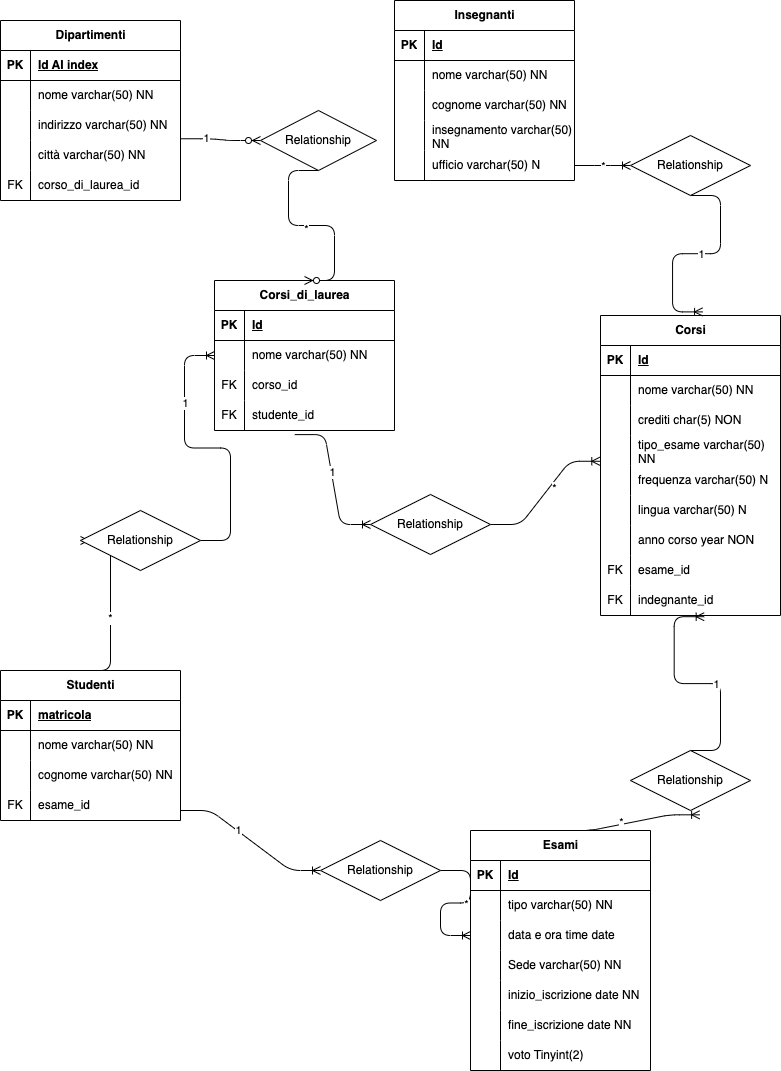 Dipartimenti
PK Id AI index
nome varchar(50) NN
indirizzo varchar(50) NN
città varchar(50) NN
FK corso_di_laurea_id
1
Relationship
*
Insegnanti
PK Id
nome varchar(50) NN
cognome varchar(50) NN
insegnamento varchar(50)
NN
ufficio varchar(50) N
*
Relationship
1
Corsi_di_laurea
PK Id
nome varchar(50) NN
FK corso_id
FK studente_id
1
Relationship
*
1
Relationship
*
Corsi
PK Id
nome varchar(50) NN
crediti char(5) NON
tipo_esame varchar(50)
NN
frequenza varchar(50) N
lingua varchar(50) N
anno corso year NON
FK esame_id
FK indegnante_id
1
Relationship
*
Studenti
PK matricola
nome varchar(50) NN
cognome varchar(50) NN
FK esame_id
1
Relationship
*
Esami
PK Id
tipo varchar(50) NN
data e ora time date
Sede varchar(50) NN
inizio_iscrizione date NN
fine_iscrizione date NN
voto Tinyint(2)